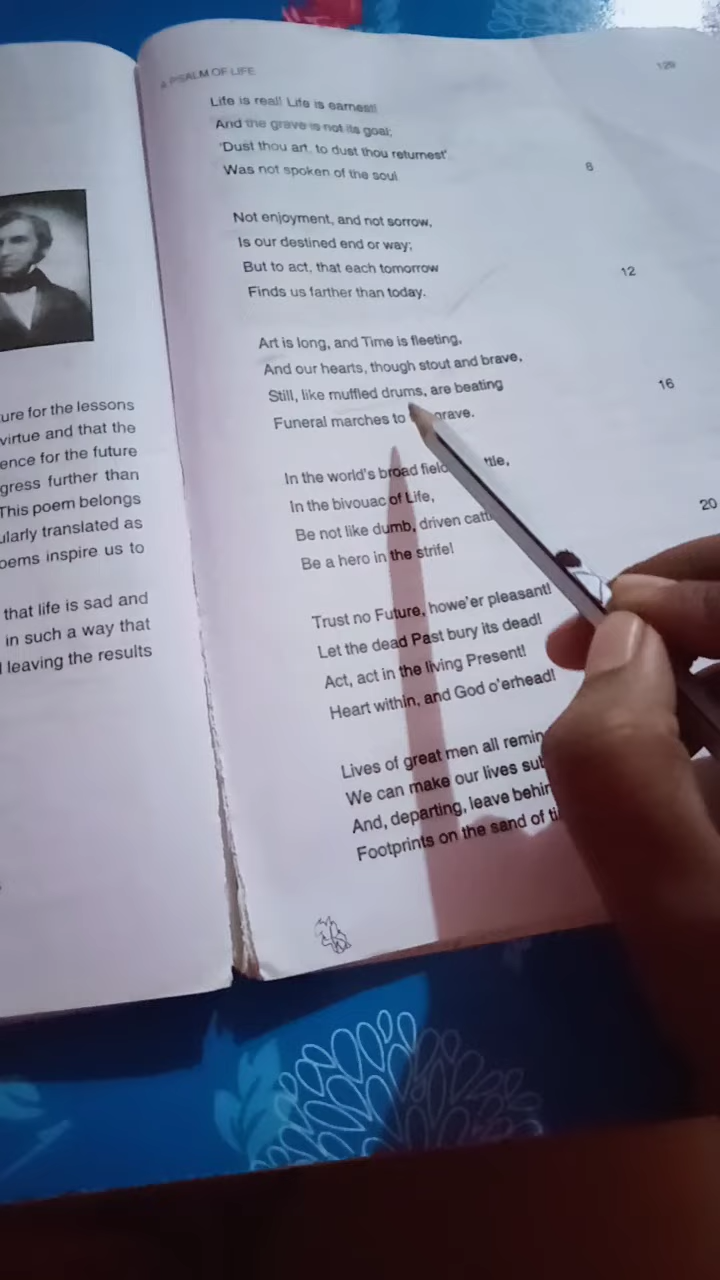 ure for the lessons
virtue and that the
ence for the future
gress further than
This poem belongs
ularly translated as
oems inspire us to
that life is sad and
in such a way that
leaving the results
A PSALM OF LIFE
129
Life is real! Life is earnest!
And the grave is not its goal;
'Dust thou art, to dust thou returnest'
Was not spoken of the soul.
8
Not enjoyment, and not sorrow,
Is our destined end or way;
But to act, that each tomorrow
12
Finds us farther than today.
Art is long, and Time is fleeting,
And our hearts, though stout and brave,
Still, like muffled drums, are beating
16
Funeral marches to grave.
In the world's broad field ttle,
In the bivouac of Life,
Be not like dumb, driven cattl
20
Be a hero in the strife!
Trust no Future, howe'er pleasant!
Let the dead Past bury its dead!
Act, act in the living Present!
Heart within, and God o'erhead!
Lives of great men all remin
We can make our lives sub
And, departing, leave behin
Footprints on the sand of ti